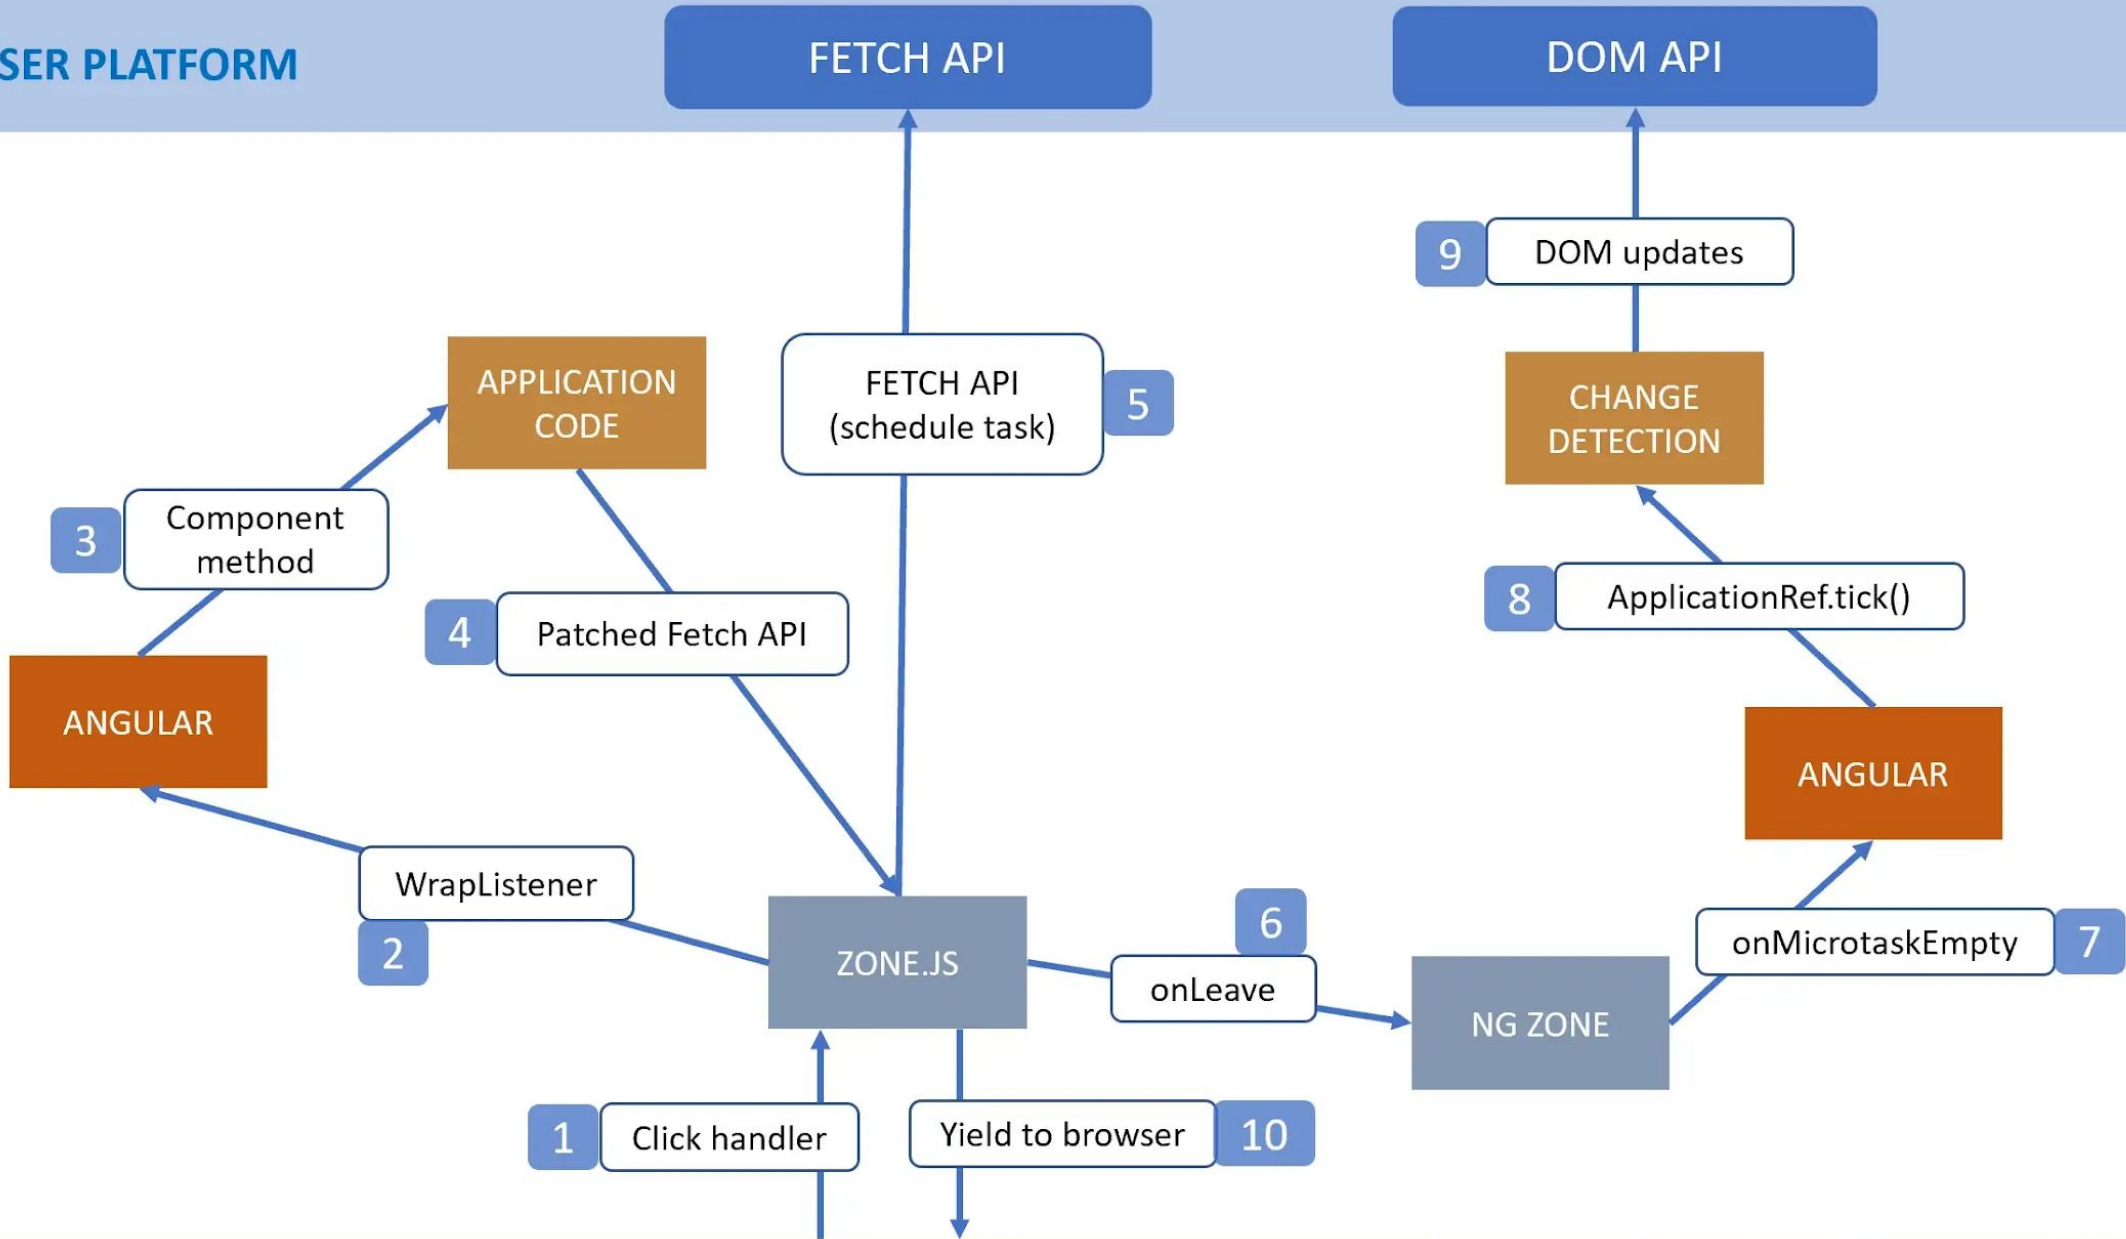 SER PLATFORM
FETCH API
DOM API
9
DOM updates
APPLICATION
CODE
FETCH API
(schedule task)
5
CHANGE
DETECTION
3
Component
method
4
Patched Fetch API
8
ApplicationRef.tick()
ANGULAR
ANGULAR
WrapListener
2
ZONE.JS
6
onLeave
onMicrotaskEmpty
7
NG ZONE
1
Click handler
Yield to browser
10